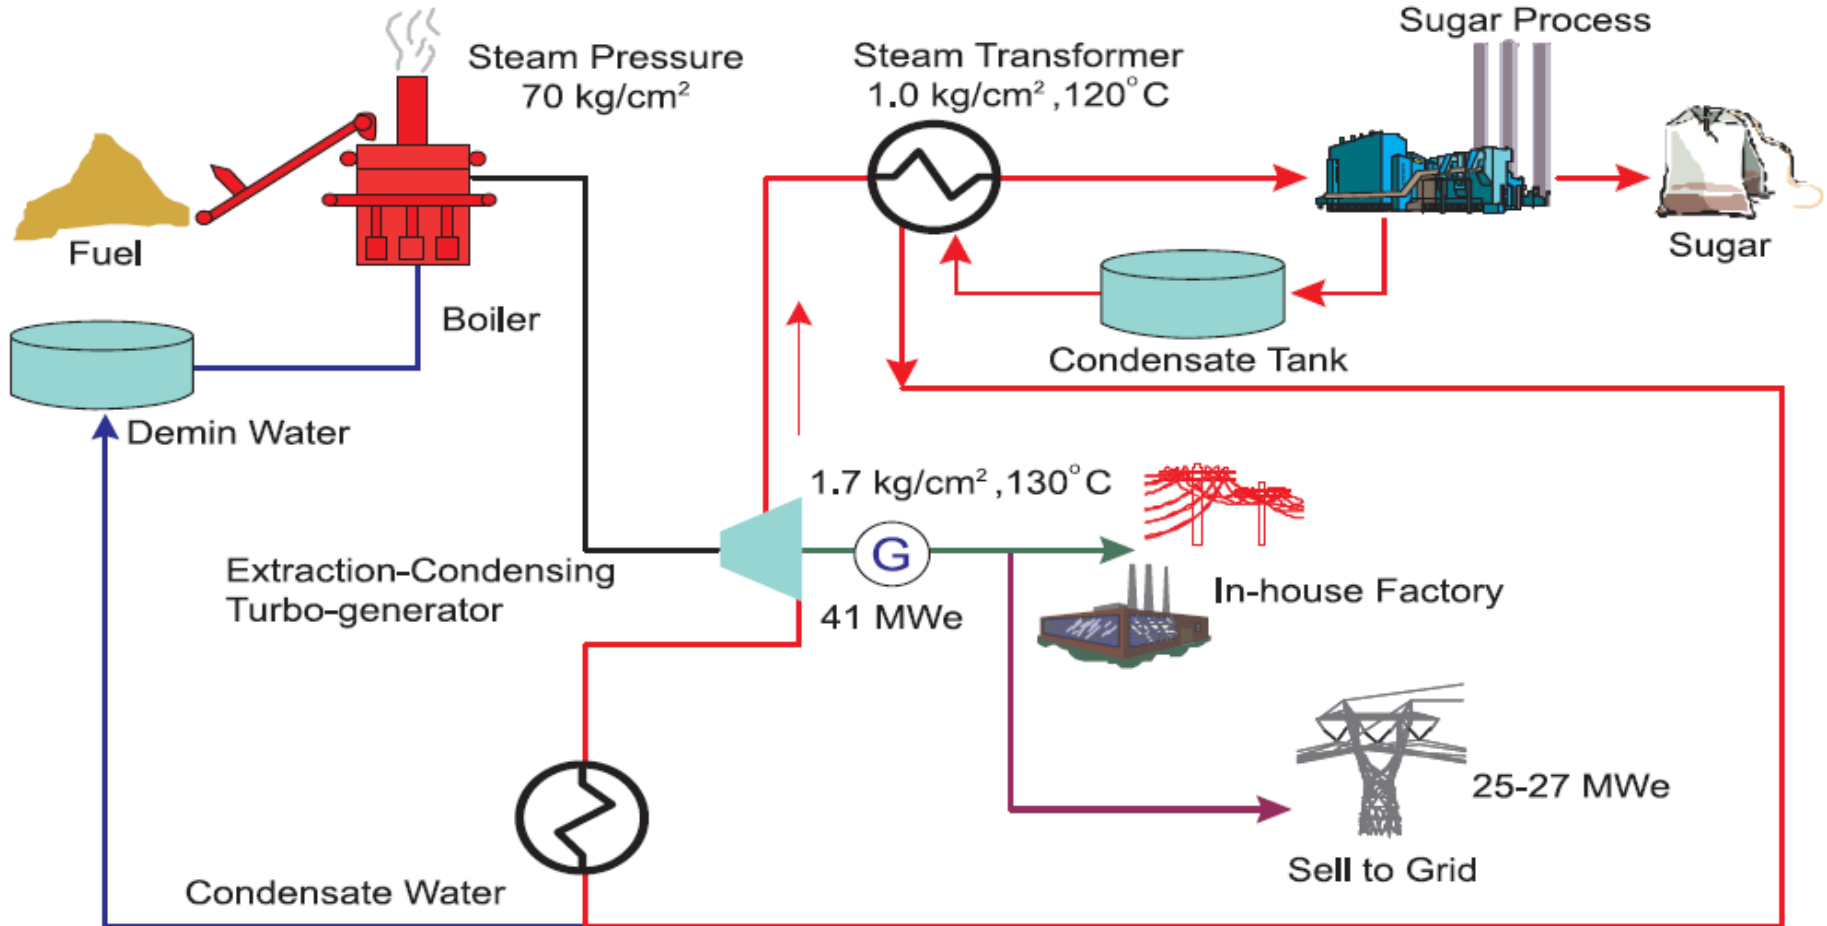 Sugar Process
Steam Pressure
70 kg/cm²
Steam Transformer
1.0 kg/cm² ,120°C
Fuel
Sugar
Boiler
Condensate Tank
Demin Water
1.7 kg/cm² ,130°C
G
Extraction-Condensing
Turbo-generator
41 MWe
In-house Factory
25-27 MWe
Sell to Grid
Condensate Water